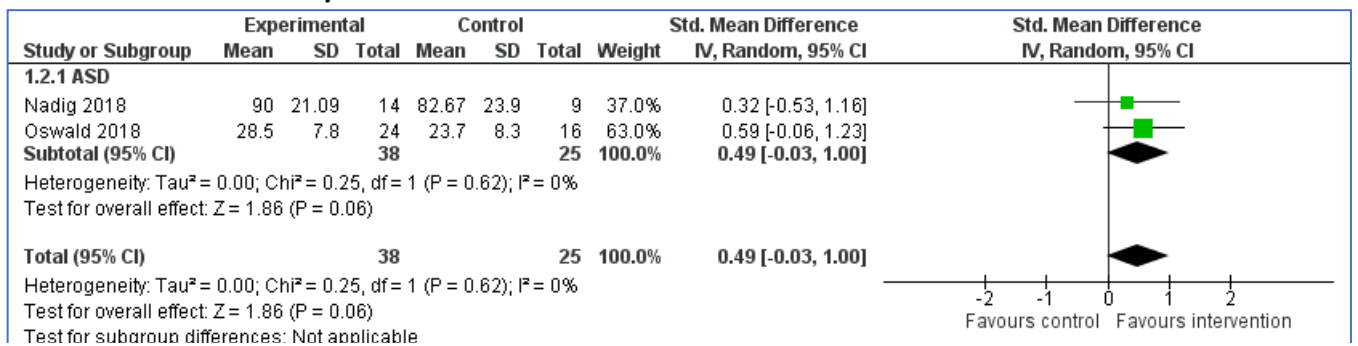 Experimental Control Std. Mean Difference Std. Mean Difference
Study or Subgroup Mean SD Total Mean SD Total Weight IV, Random, 95% CI IV, Random, 95% CI
1.2.1 ASD
Nadig 2018 90 21.09 14 82.67 23.9 9 37.0% 0.32 [-0.53, 1.16]
Oswald 2018 28.5 7.8 24 23.7 8.3 16 63.0% 0.59 [-0.06, 1.23]
Subtotal (95% CI) 38 25 100.0% 0.49 [-0.03, 1.00]
Heterogeneity: Tau² = 0.00; Chi² = 0.25, df = 1 (P = 0.62); I² = 0%
Test for overall effect: Z = 1.86 (P = 0.06)
Total (95% CI) 38 25 100.0% 0.49 [-0.03, 1.00]
Heterogeneity: Tau² = 0.00; Chi² = 0.25, df = 1 (P = 0.62); I² = 0%
Test for overall effect: Z = 1.86 (P = 0.06)
Test for subgroup differences: Not applicable
-2 -1 0 1 2
Favours control Favours intervention